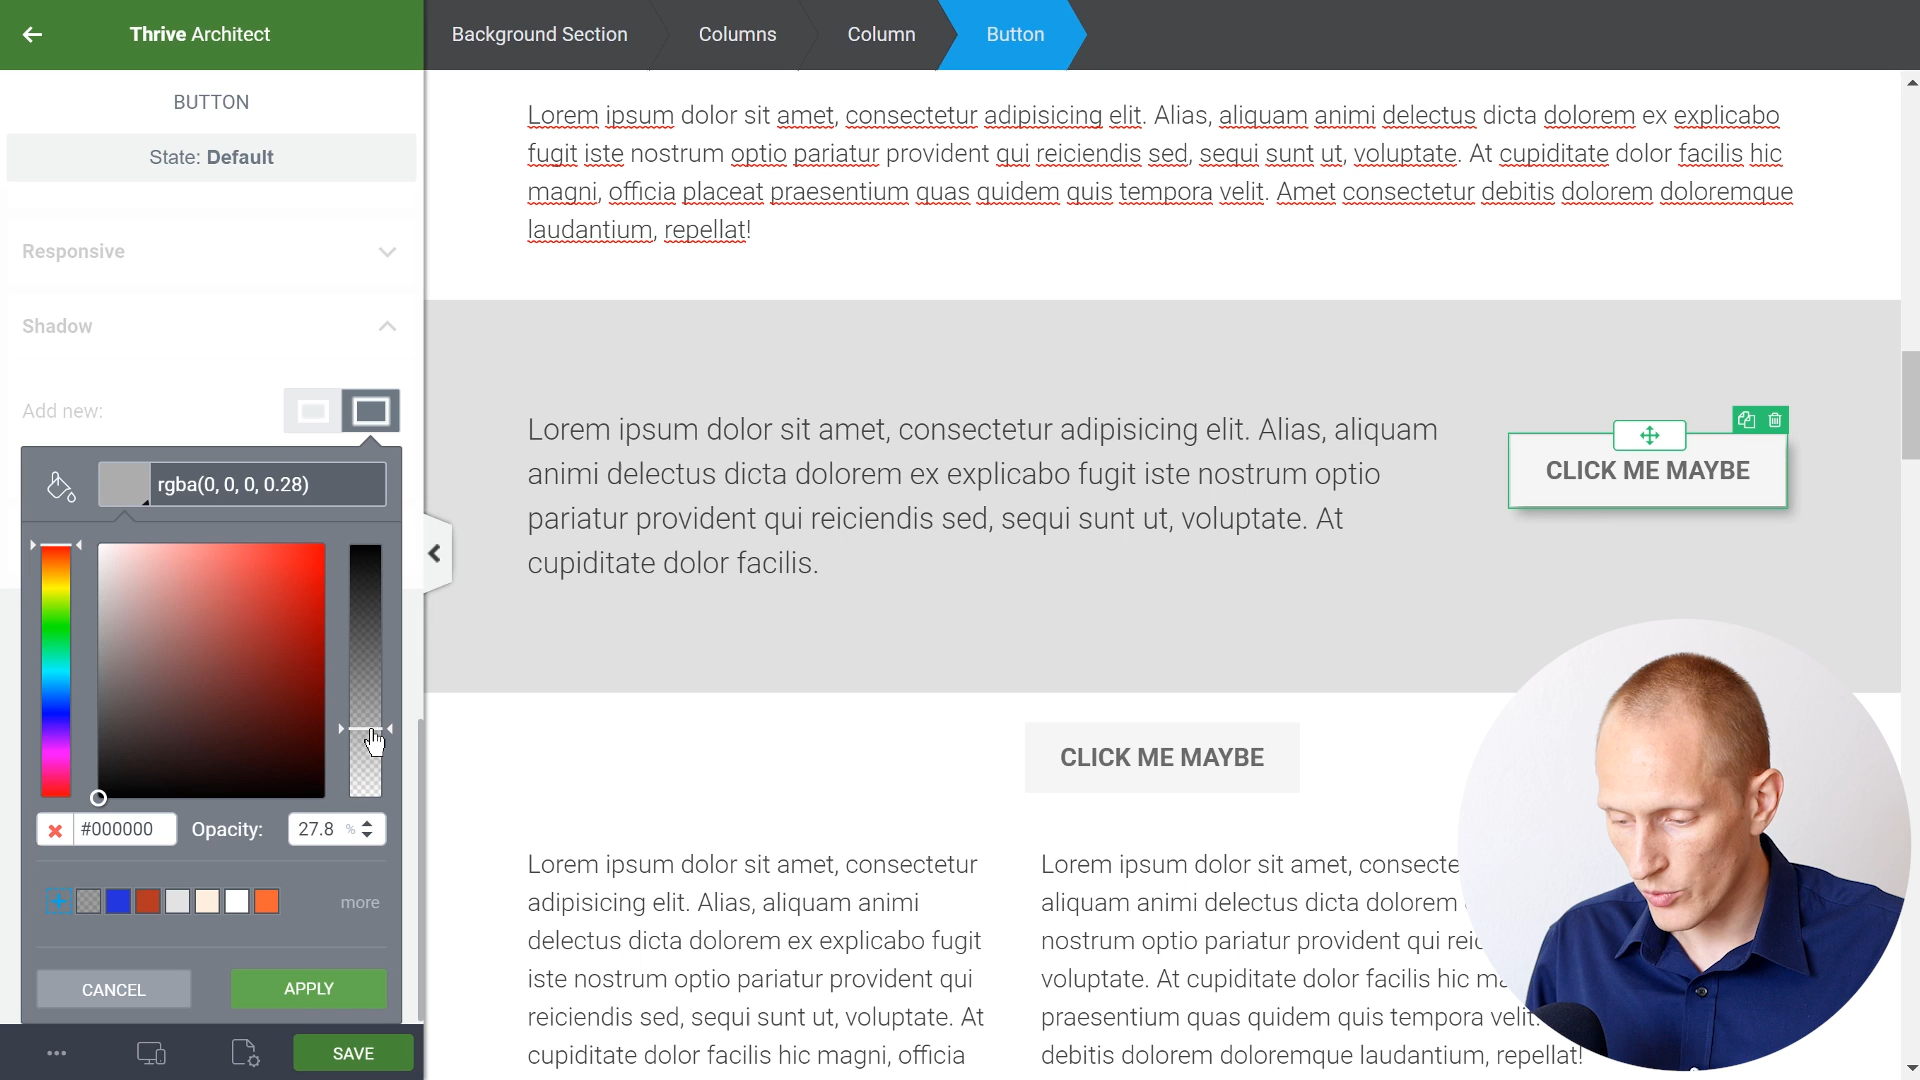 Thrive Architect
Background Section
Columns
Column
Button
BUTTON
State: Default
Responsive
Shadow
Add new:
rgba(0, 0, 0, 0.28)
#000000
Opacity:
27.8 %
more
CANCEL
APPLY
SAVE
Lorem ipsum dolor sit amet, consectetur adipisicing elit. Alias, aliquam animi delectus dicta dolorem ex explicabo
fugit iste nostrum optio pariatur provident qui reiciendis sed, sequi sunt ut, voluptate. At cupiditate dolor facilis hic
magni, officia placeat praesentium quas quidem quis tempora velit. Amet consectetur debitis dolorem doloremque
laudantium, repellat!
Lorem ipsum dolor sit amet, consectetur adipisicing elit. Alias, aliquam
animi delectus dicta dolorem ex explicabo fugit iste nostrum optio
pariatur provident qui reiciendis sed, sequi sunt ut, voluptate. At
cupiditate dolor facilis.
CLICK ME MAYBE
CLICK ME MAYBE
Lorem ipsum dolor sit amet, consectetur
adipisicing elit. Alias, aliquam animi
delectus dicta dolorem ex explicabo fugit
iste nostrum optio pariatur provident qui
reiciendis sed, sequi sunt ut, voluptate. At
cupiditate dolor facilis hic magni, officia
Lorem ipsum dolor sit amet,
aliquam animi delectus dicta dolorem
nostrum optio pariatur provident qui
voluptate. At cupiditate dolor facilis hic
praesentium quas quidem quis tempora velit.
debitis dolorem doloremque laudantium, repellat!